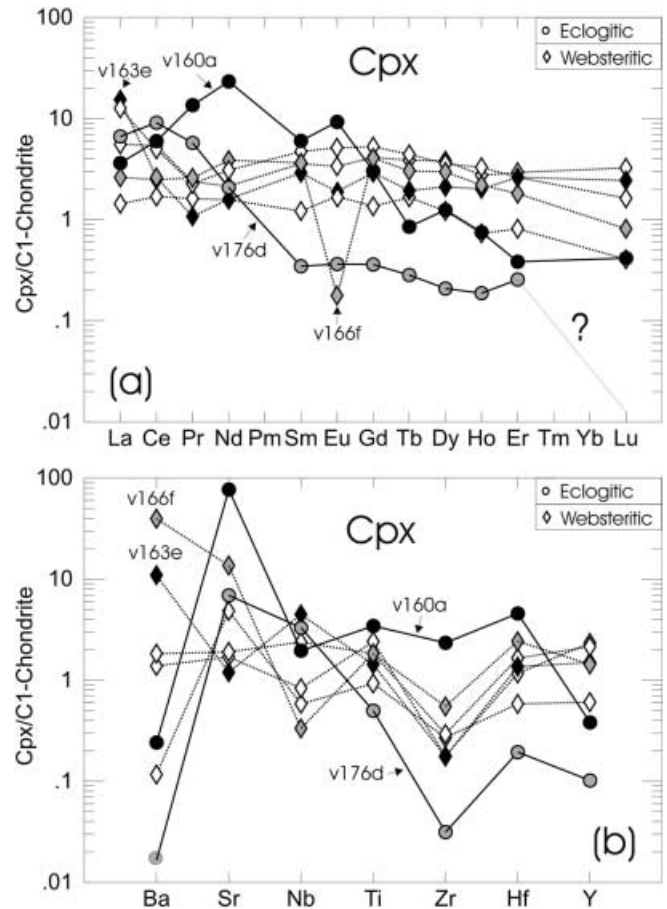 100
Eclogitic
v163e
v160a
Cpx
Websteritic
10
1
Cpx/C1-Chondrite
v176d
.1
v166f
?
(a)
.01
La Ce Pr Nd Pm Sm Eu Gd Tb Dy Ho Er Tm Yb Lu
100
Eclogitic
v166f
Cpx
Websteritic
v163e
10
v160a
Cpx/C1-Chondrite
1
v176d
.1
(b)
.01
Ba Sr Nb Ti Zr Hf Y